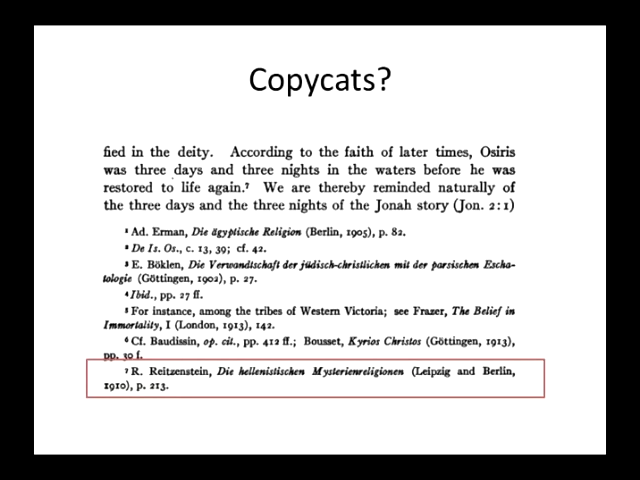 Copycats?
fied in the deity. According to the faith of later times, Osiris
was three days and three nights in the waters before he was
restored to life again.⁷ We are thereby reminded naturally of
the three days and the three nights of the Jonah story (Jon. 2:1)
¹ Ad. Erman, Die ägyptische Religion (Berlin, 1905), p. 82.
² De Is. Os., c. 13, 39; cf. 42.
³ E. Böklen, Die Verwandtschaft der jüdisch-christlichen mit der parsischen Escha-
tologie (Göttingen, 1902), p. 27.
⁴ Ibid., pp. 27 ff.
⁵ For instance, among the tribes of Western Victoria; see Frazer, The Belief in
Immortality, I (London, 1913), 142.
⁶ Cf. Baudissin, op. cit., pp. 412 ff.; Bousset, Kyrios Christos (Göttingen, 1913),
pp. 30 f.
⁷ R. Reitzenstein, Die hellenistischen Mysterienreligionen (Leipzig and Berlin,
1910), p. 213.